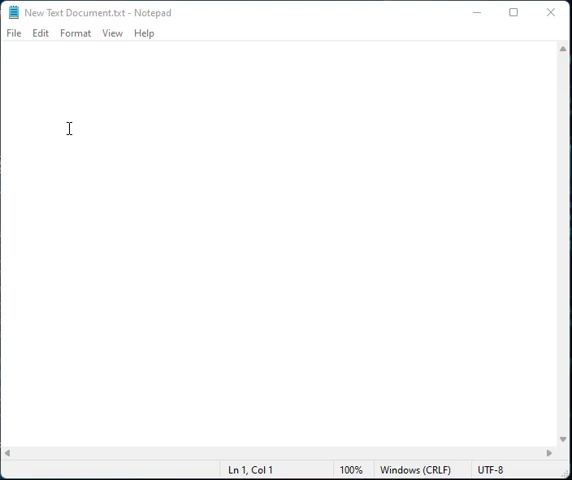 New Text Document.txt - Notepad
File Edit Format View Help
Ln 1, Col 1 100% Windows (CRLF) UTF-8